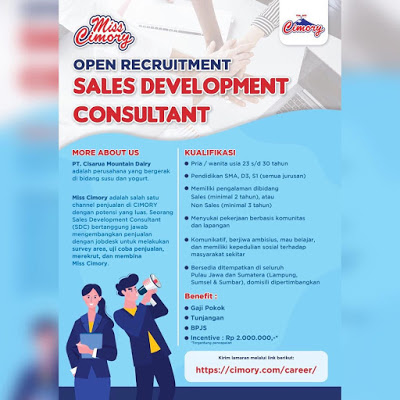 Miss
Cimory
Cimory
OPEN RECRUITMENT
SALES DEVELOPMENT
CONSULTANT
MORE ABOUT US
PT. Cisarua Mountain Dairy
adalah perusahana yang bergerak
di bidang susu dan yogurt.
Miss Cimory adalah salah satu
channel penjualan di CIMORY
dengan potensi yang luas. Seorang
Sales Development Consultant
(SDC) bertanggung jawab
mengembangkan penjualan
dengan jobdesk untuk melakukan
survey area, uji coba penjualan,
merekrut, dan membina
Miss Cimory.
KUALIFIKASI
• Pria / wanita usia 23 s/d 30 tahun
• Pendidikan SMA, D3, S1 (semua jurusan)
• Memiliki pengalaman dibidang
Sales (minimal 2 tahun), atau
Non Sales (minimal 3 tahun)
• Menyukai pekerjaan berbasis komunitas
dan lapangan
• Komunikatif, berjiwa ambisius, mau belajar,
dan memiliki kepedulian sosial terhadap
masyarakat sekitar
• Bersedia ditempatkan di seluruh
Pulau Jawa dan Sumatra (Lampung,
Sumsel & Sumbar), domisili dipertimbangkan
Benefit :
• Gaji Pokok
• Tunjangan
• BPJS
• Incentive : Rp 2.000.000,-*
Kirim lamaran melalui link berikut:
https://cimory.com/career/